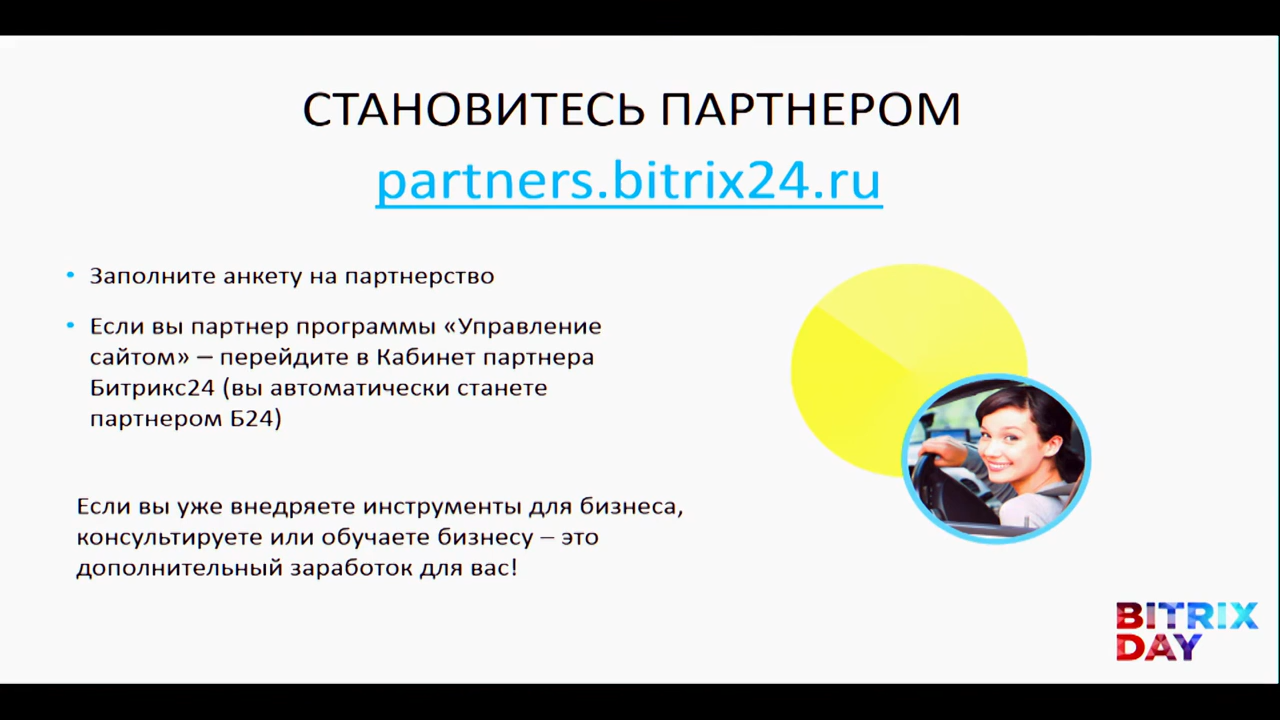 СТАНОВИТЕСЬ ПАРТНЕРОМ
partners.bitrix24.ru
• Заполните анкету на партнерство
• Если вы партнер программы «Управление
сайтом» – перейдите в Кабинет партнера
Битрикс24 (вы автоматически станете
партнером Б24)
Если вы уже внедряете инструменты для бизнеса,
консультируете или обучаете бизнесу – это
дополнительный заработок для вас!
BITRIX
DAY